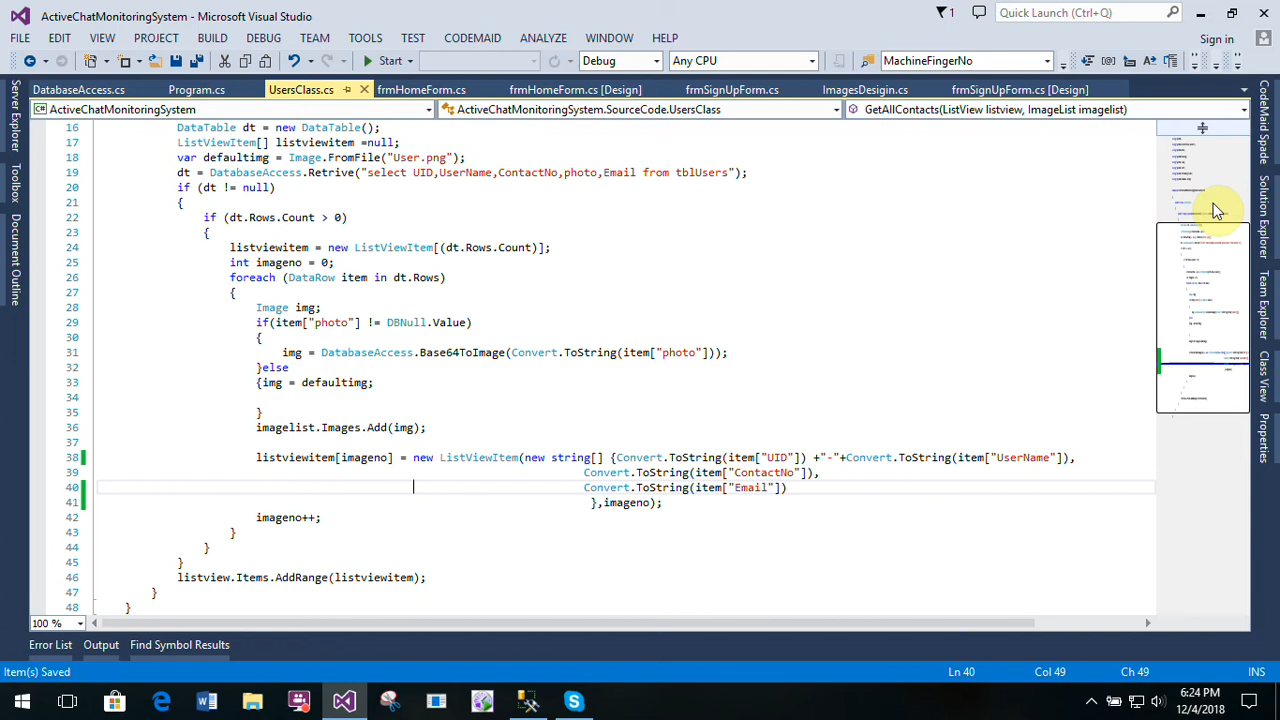 ActiveChatMonitoringSystem - Microsoft Visual Studio
1
Quick Launch (Ctrl+Q)
FILE EDIT VIEW PROJECT BUILD DEBUG TEAM TOOLS TEST CODEMAID ANALYZE WINDOW HELP
Sign in
Start Debug Any CPU MachineFingerNo
DatabaseAccess.cs Program.cs UsersClass.cs frmHomeForm.cs frmHomeForm.cs [Design] frmSignUpForm.cs ImagesDesign.cs frmSignUpForm.cs [Design]
ActiveChatMonitoringSystem ActiveChatMonitoringSystem.SourceCode.UsersClass GetAllContacts(ListView listview, ImageList imagelist)
Server Explorer
Toolbox
Document Outline
16 DataTable dt = new DataTable();
17 ListViewItem[] listviewitem =null;
18 var defaultimg = Image.FromFile("User.png");
19 dt = DatabaseAccess.Retrive("select UID,UserName,ContactNo,photo,Email from tblUsers");
20 if (dt != null)
21 {
22 if (dt.Rows.Count > 0)
23 {
24 listviewitem = new ListViewItem[(dt.Rows.Count)];
25 int imageno = 0;
26 foreach (DataRow item in dt.Rows)
27 {
28 Image img;
29 if(item["photo"] != DBNull.Value)
30 {
31 img = DatabaseAccess.Base64ToImage(Convert.ToString(item["photo"]));
32 }else
33 {img = defaultimg;
34
35 }
36 imagelist.Images.Add(img);
37
38 listviewitem[imageno] = new ListViewItem(new string[] {Convert.ToString(item["UID"]) +"-"+Convert.ToString(item["UserName"]),
39 Convert.ToString(item["ContactNo"]),
40 Convert.ToString(item["Email"])
41 },imageno);
42 imageno++;
43 }
44 }
45 }
46 listview.Items.AddRange(listviewitem);
47 }
48 }
CodeMaid Spade
Solution Explorer
Team Explorer
Class View
Properties
100 %
Error List Output Find Symbol Results
Item(s) Saved Ln 40 Col 49 Ch 49 INS
6:24 PM
12/4/2018